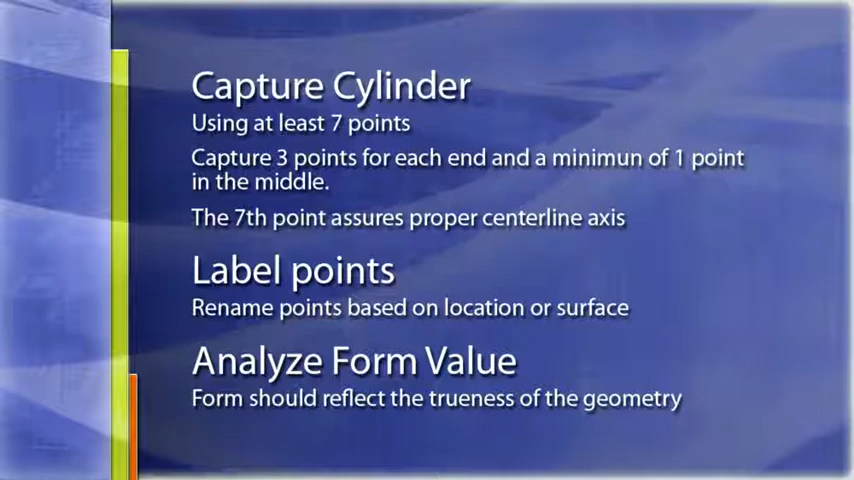 Capture Cylinder
Using at least 7 points
Capture 3 points for each end and a minimun of 1 point
in the middle.
The 7th point assures proper centerline axis
Label points
Rename points based on location or surface
Analyze Form Value
Form should reflect the trueness of the geometry